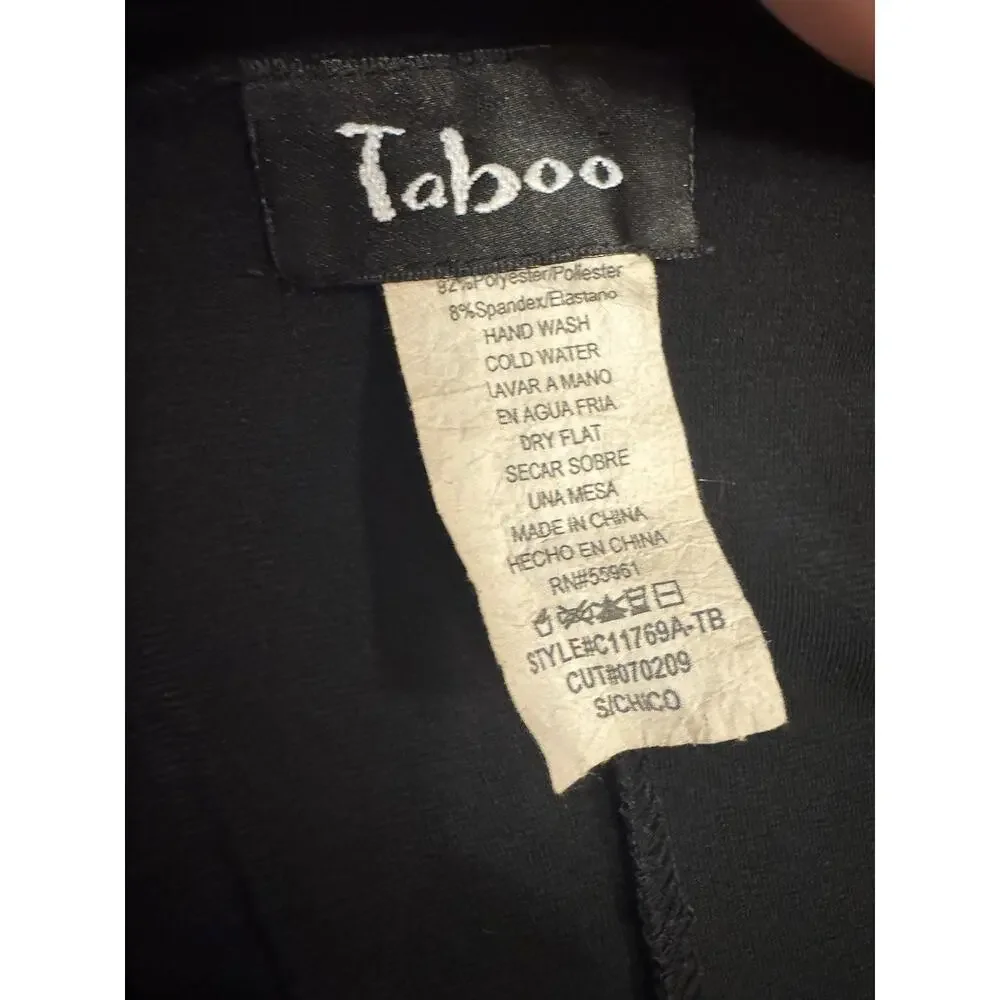 Taboo
92%Polyester/Poliester
8%Spandex/Elastano
HAND WASH
COLD WATER
LAVAR A MANO
EN AGUA FRIA
DRY FLAT
SECAR SOBRE
UNA MESA
MADE IN CHINA
HECHO EN CHINA
RN#55961
STYLE#C11769A-TB
CUT#070209
S/CHICO